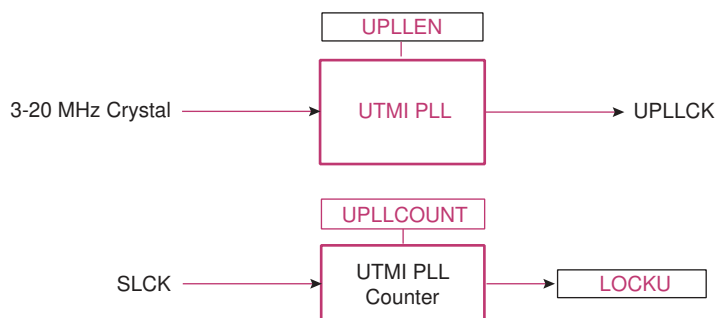 UPLLEN
3-20 MHz Crystal
UTMI PLL
UPLLCK
UPLLCOUNT
SLCK
UTMI PLL
Counter
LOCKU